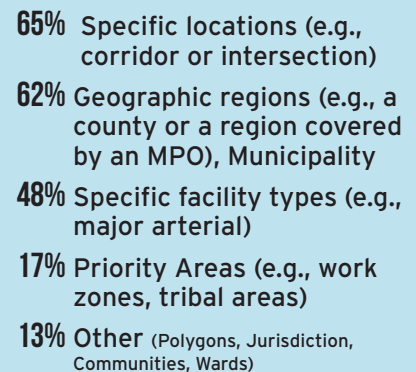 65% Specific locations (e.g.,
corridor or intersection)
62% Geographic regions (e.g., a
county or a region covered
by an MPO), Municipality
48% Specific facility types (e.g.,
major arterial)
17% Priority Areas (e.g., work
zones, tribal areas)
13% Other (Polygons, Jurisdiction,
Communities, Wards)